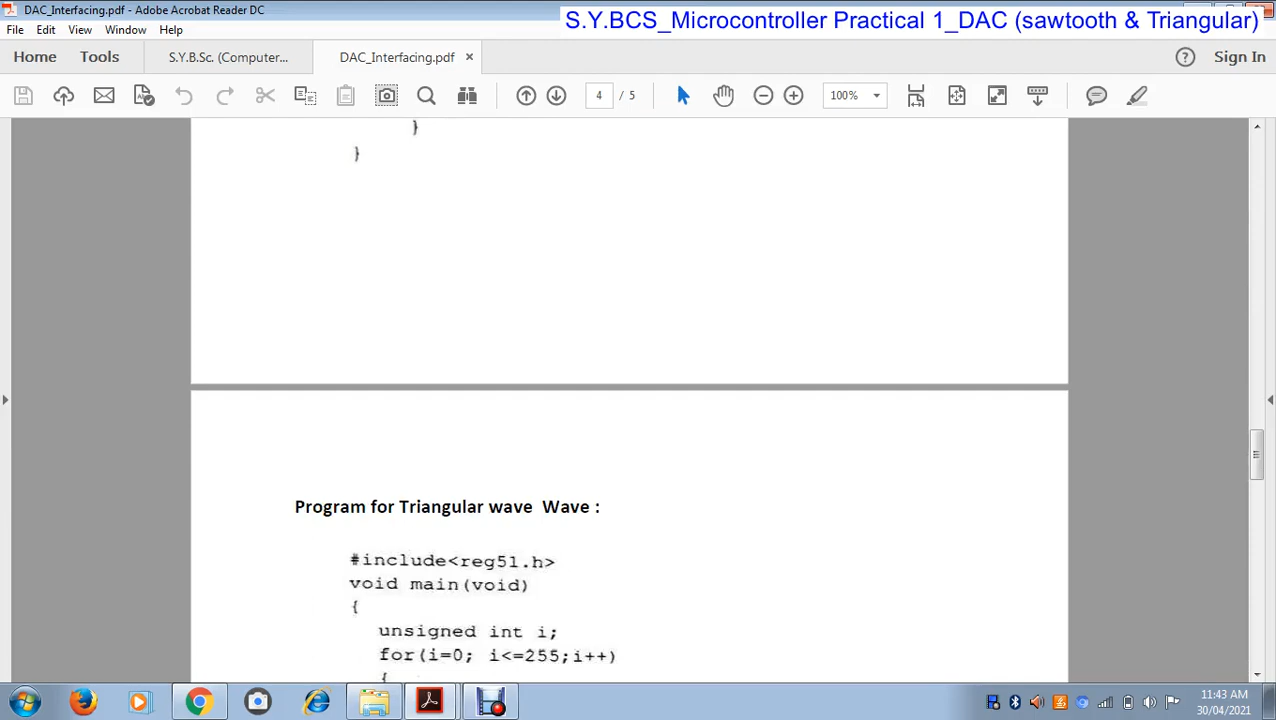 DAC_Interfacing.pdf - Adobe Acrobat Reader DC
S.Y.BCS_Microcontroller Practical 1_DAC (sawtooth & Triangular)
File Edit View Window Help
Home Tools S.Y.B.Sc. (Computer... DAC_Interfacing.pdf × ? Sign In
4 / 5 100%
}
}
Program for Triangular wave  Wave :
#include<reg51.h>
void main(void)
{
unsigned int i;
for(i=0; i<=255;i++)
{
11:43 AM
30/04/2021